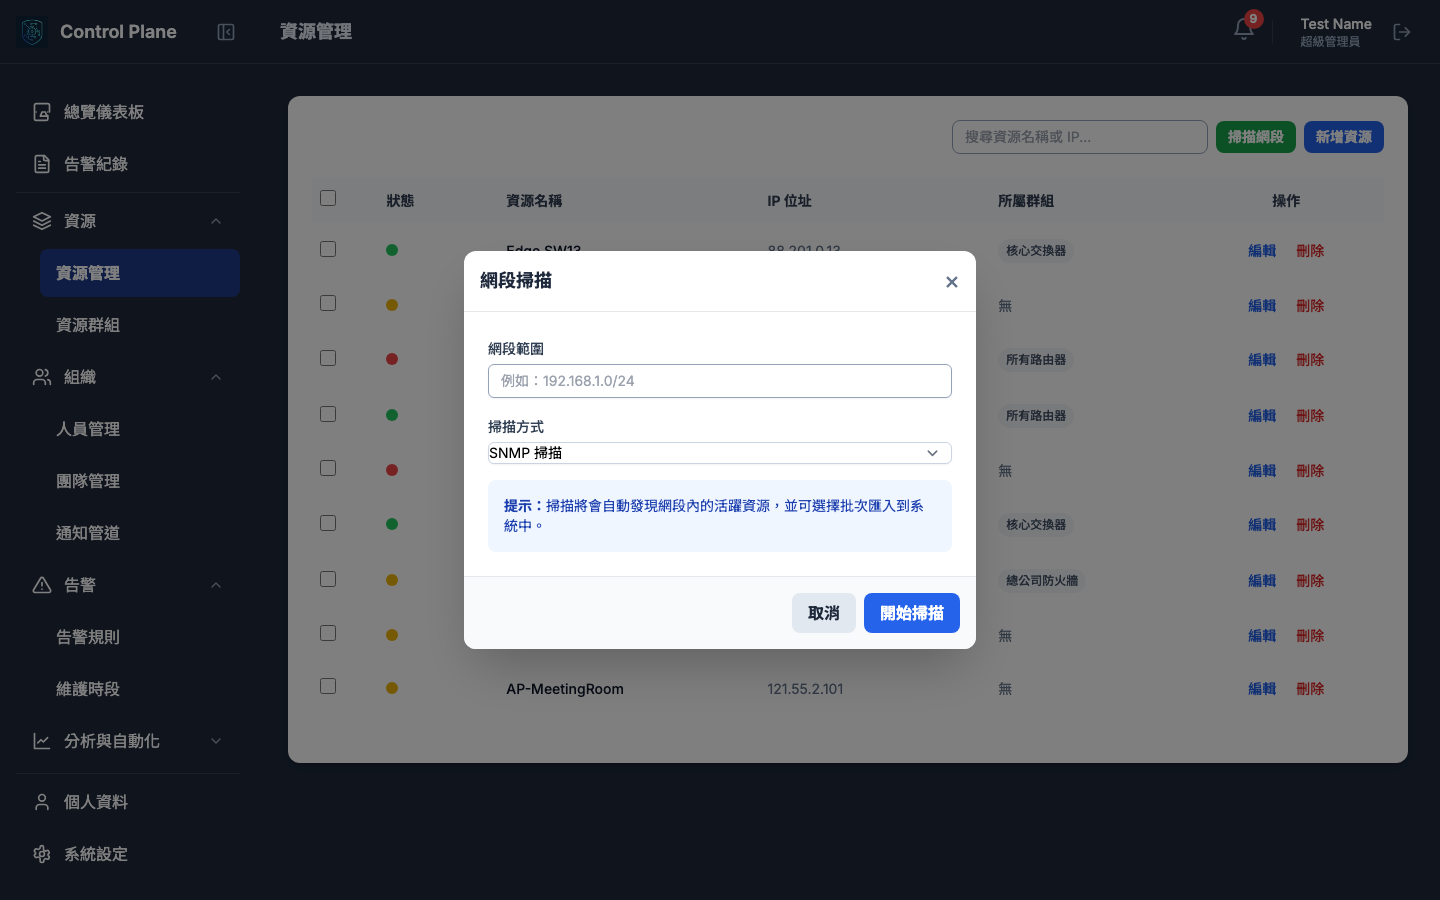 Control Plane
資源管理
9
Test Name
超級管理員
總覽儀表板
告警紀錄
資源
資源管理
資源群組
組織
人員管理
團隊管理
通知管道
告警
告警規則
維護時段
分析與自動化
個人資料
系統設定
搜尋資源名稱或 IP...
掃描網段
新增資源
狀態 資源名稱 IP 位址 所屬群組 操作
核心交換器 編輯 刪除
無 編輯 刪除
所有路由器 編輯 刪除
所有路由器 編輯 刪除
無 編輯 刪除
核心交換器 編輯 刪除
總公司防火牆 編輯 刪除
無 編輯 刪除
AP-MeetingRoom 121.55.2.101 無 編輯 刪除
網段掃描
網段範圍
例如：192.168.1.0/24
掃描方式
SNMP 掃描
提示：掃描將會自動發現網段內的活躍資源，並可選擇批次匯入到系
統中。
取消
開始掃描